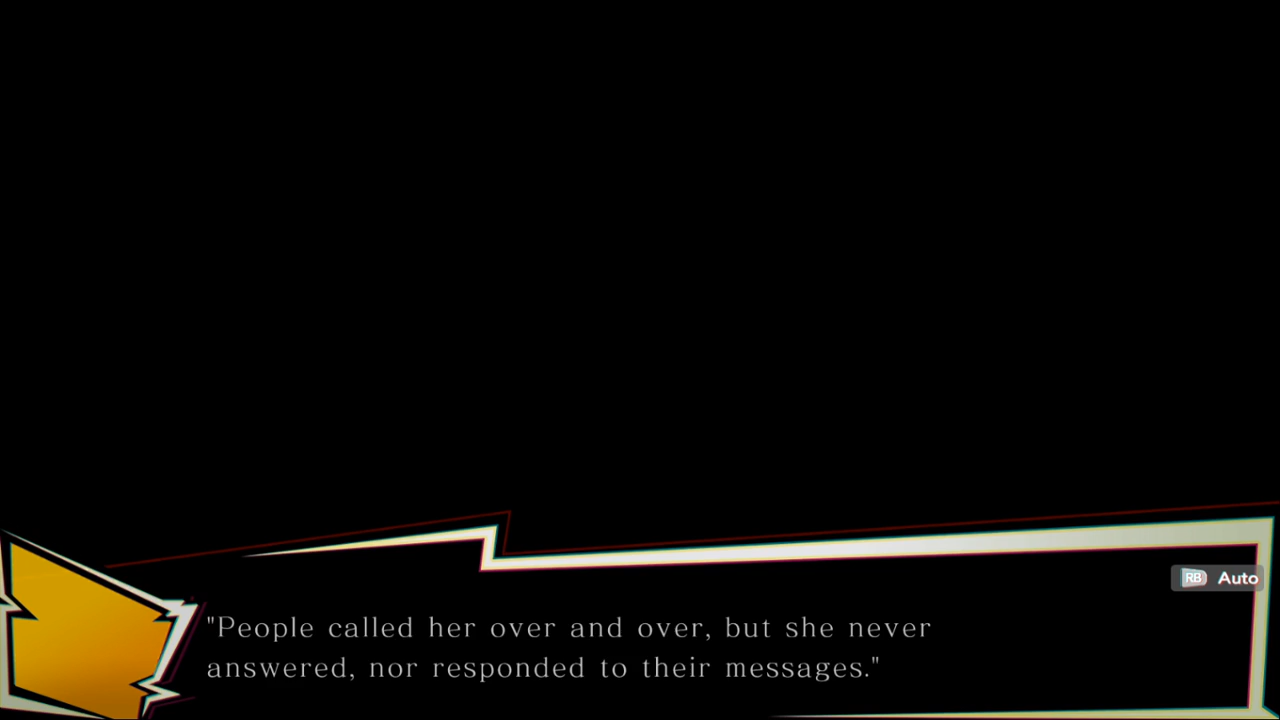 RB Auto
"People called her over and over, but she never
answered, nor responded to their messages."